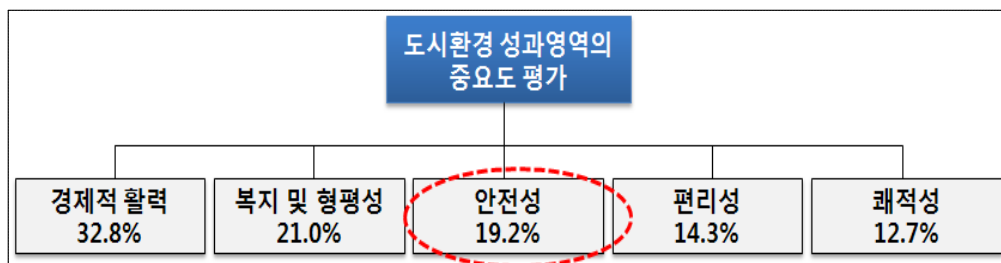 도시환경 성과영역의
중요도 평가
경제적 활력
32.8%
복지 및 형평성
21.0%
안전성
19.2%
편리성
14.3%
쾌적성
12.7%